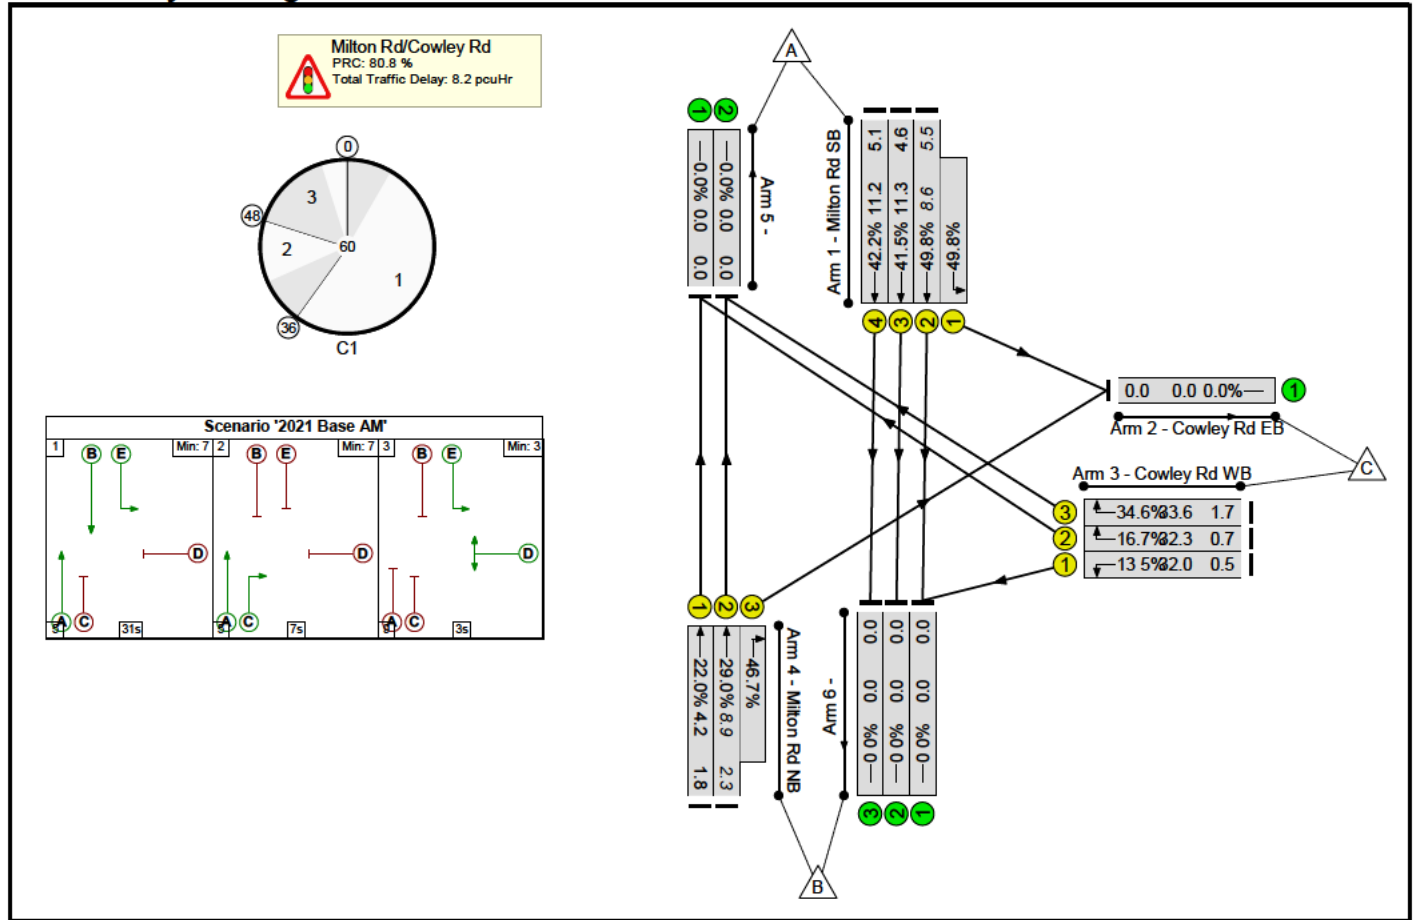 Milton Rd/Cowley Rd
PRC: 80.8 %
Total Traffic Delay: 8.2 pcuHr
0
3
48
2
60
1
36
C1
Scenario '2021 Base AM'
1
B
E
Min: 7
D
A
C
31s
2
B
E
Min: 7
D
A
C
7s
3
B
E
Min: 3
D
A
C
3s
A
1
2
0.0% 0.0 0.0
0.0% 0.0 0.0
Arm 5 -
Arm 1 - Milton Rd SB
42.2% 11.2 5.1
41.5% 11.3 4.6
49.8% 8.6 5.5
49.8%
4
3
2
1
0.0 0.0 0.0%
1
Arm 2 - Cowley Rd EB
C
Arm 3 - Cowley Rd WB
3
34.6% 33.6 1.7
2
16.7% 32.3 0.7
1
13.5% 32.0 0.5
1
2
3
22.0% 4.2 1.8
29.0% 8.9 2.3
46.7%
Arm 4 - Milton Rd NB
Arm 6 -
0.0 0.0 0.0%
0.0 0.0 0.0%
0.0 0.0 0.0%
3
2
1
B